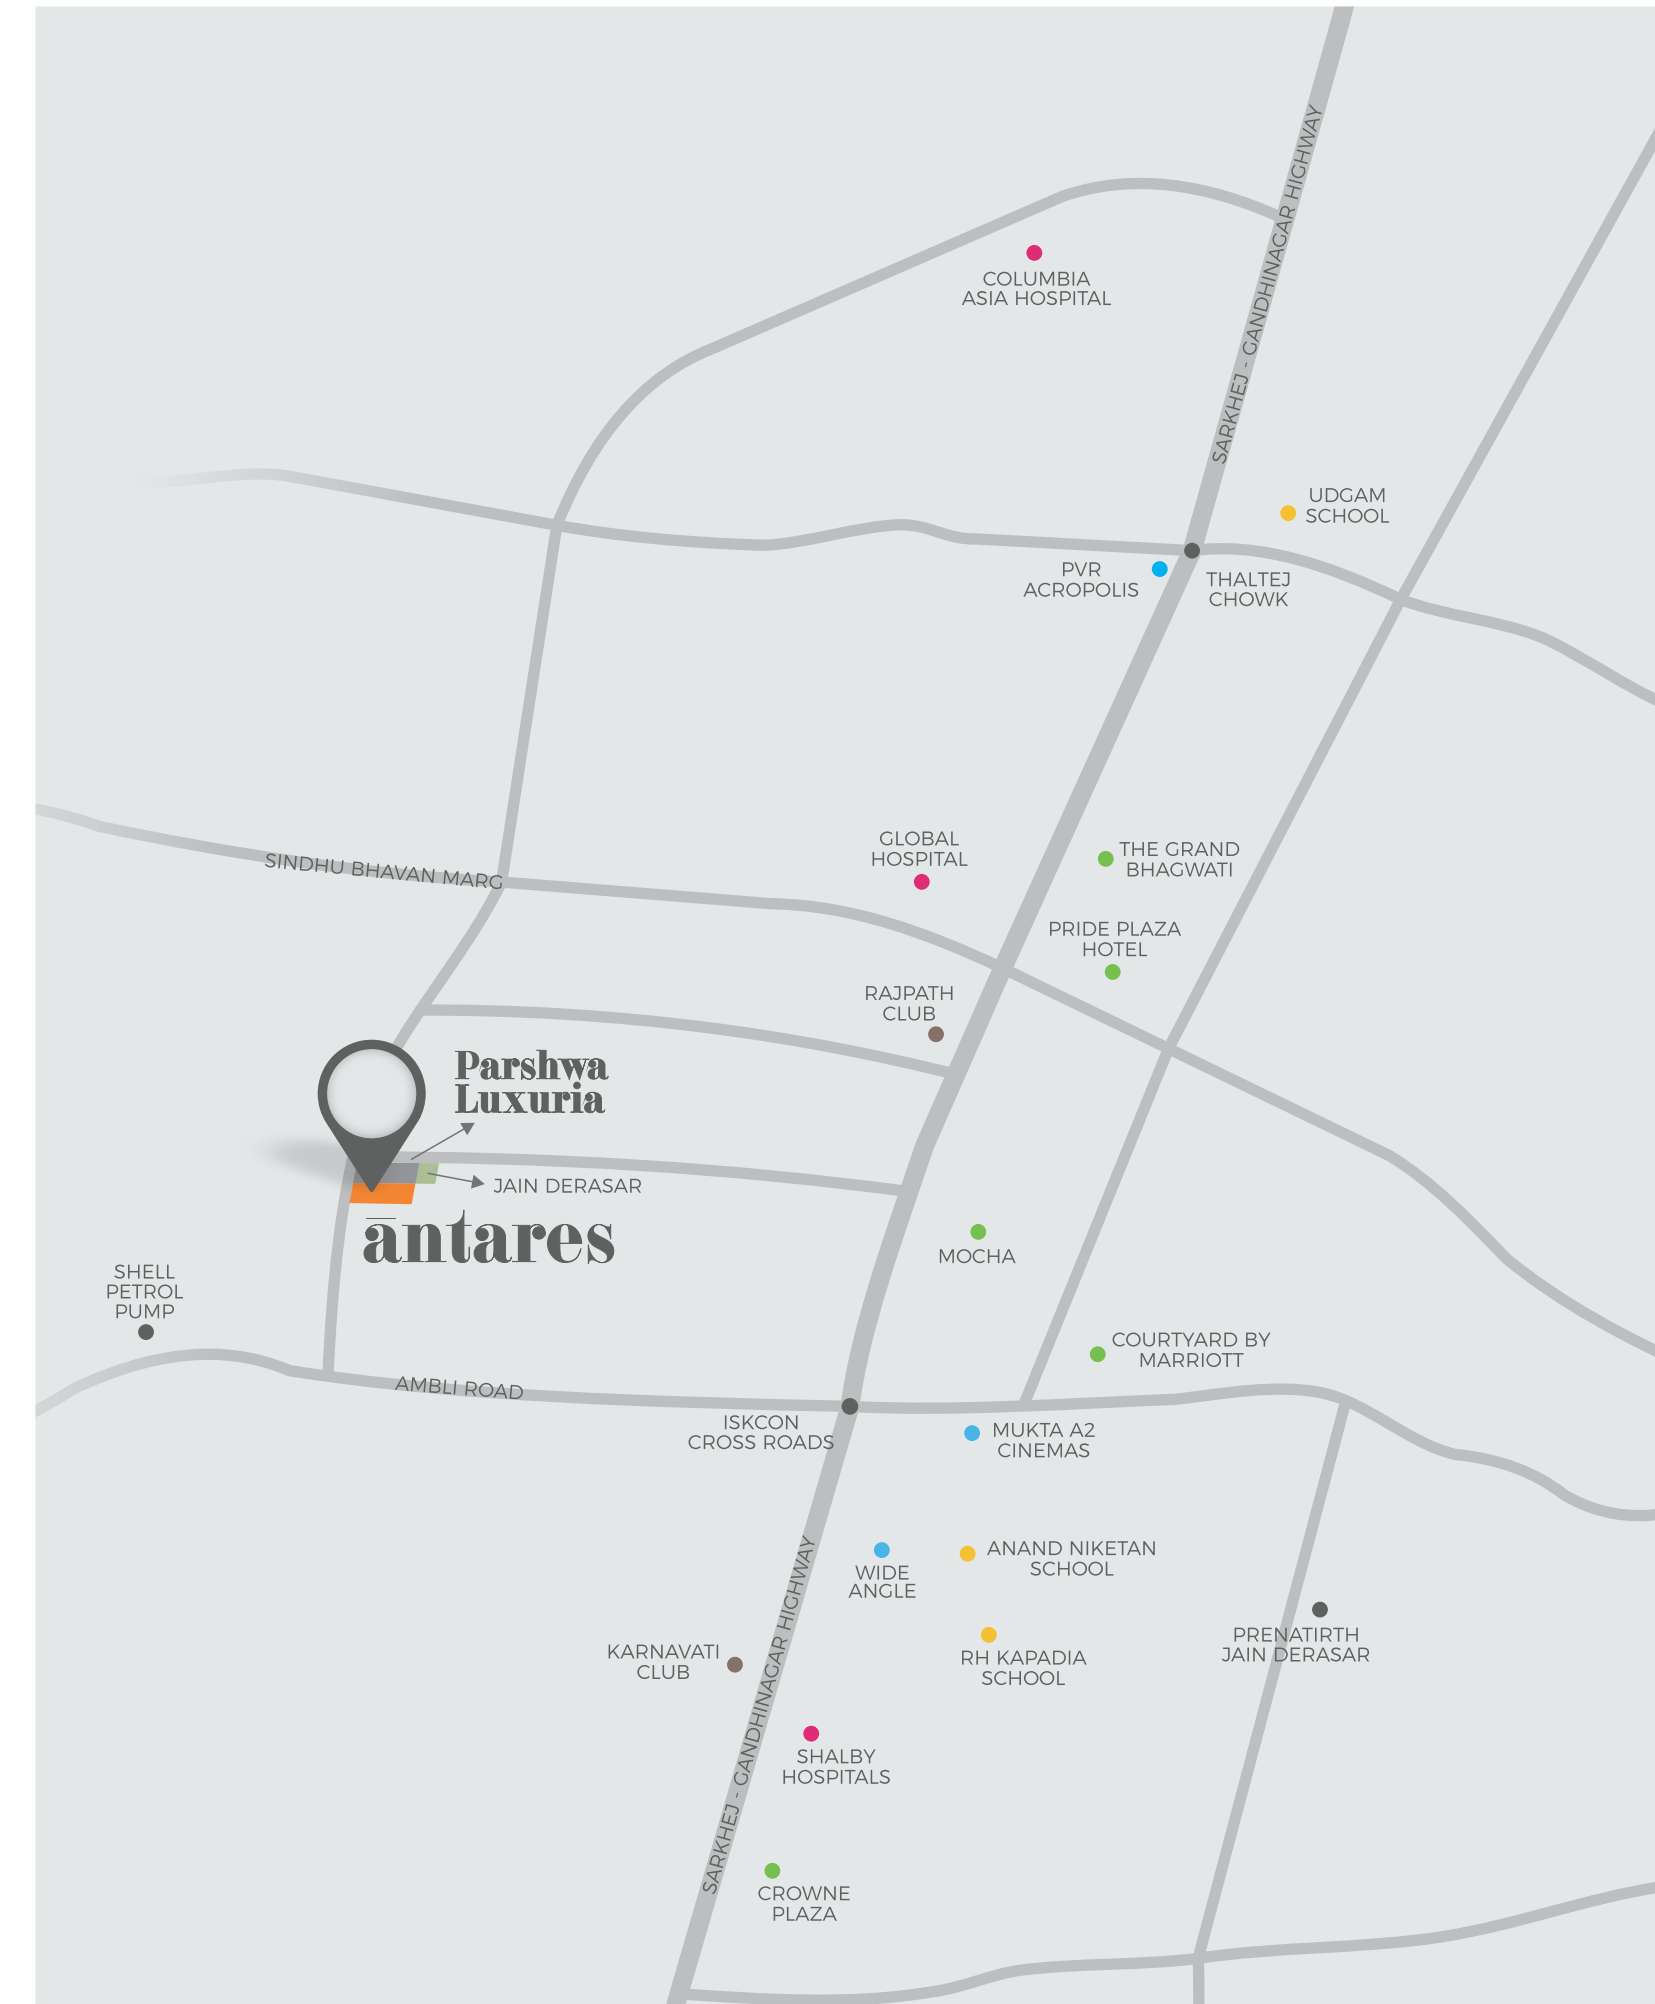 SARKHEJ - GANDHINAGAR HIGHWAY
COLUMBIA
ASIA HOSPITAL
UDGAM
SCHOOL
PVR
ACROPOLIS
THALTEJ
CHOWK
GLOBAL
HOSPITAL
THE GRAND
BHAGWATI
SINDHU BHAVAN MARG
PRIDE PLAZA
HOTEL
RAJPATH
CLUB
Parshwa
Luxuria
JAIN DERASAR
āntares
MOCHA
SHELL
PETROL
PUMP
COURTYARD BY
MARRIOTT
AMBLI ROAD
ISKCON
CROSS ROADS
MUKTA A2
CINEMAS
SARKHEJ - GANDHINAGAR HIGHWAY
WIDE
ANGLE
ANAND NIKETAN
SCHOOL
PRENATIRTH
JAIN DERASAR
KARNAVATI
CLUB
RH KAPADIA
SCHOOL
SHALBY
HOSPITALS
CROWNE
PLAZA